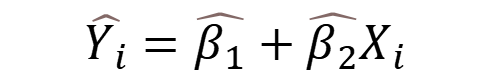 Ŷᵢ = β̂₁ + β̂₂Xᵢ